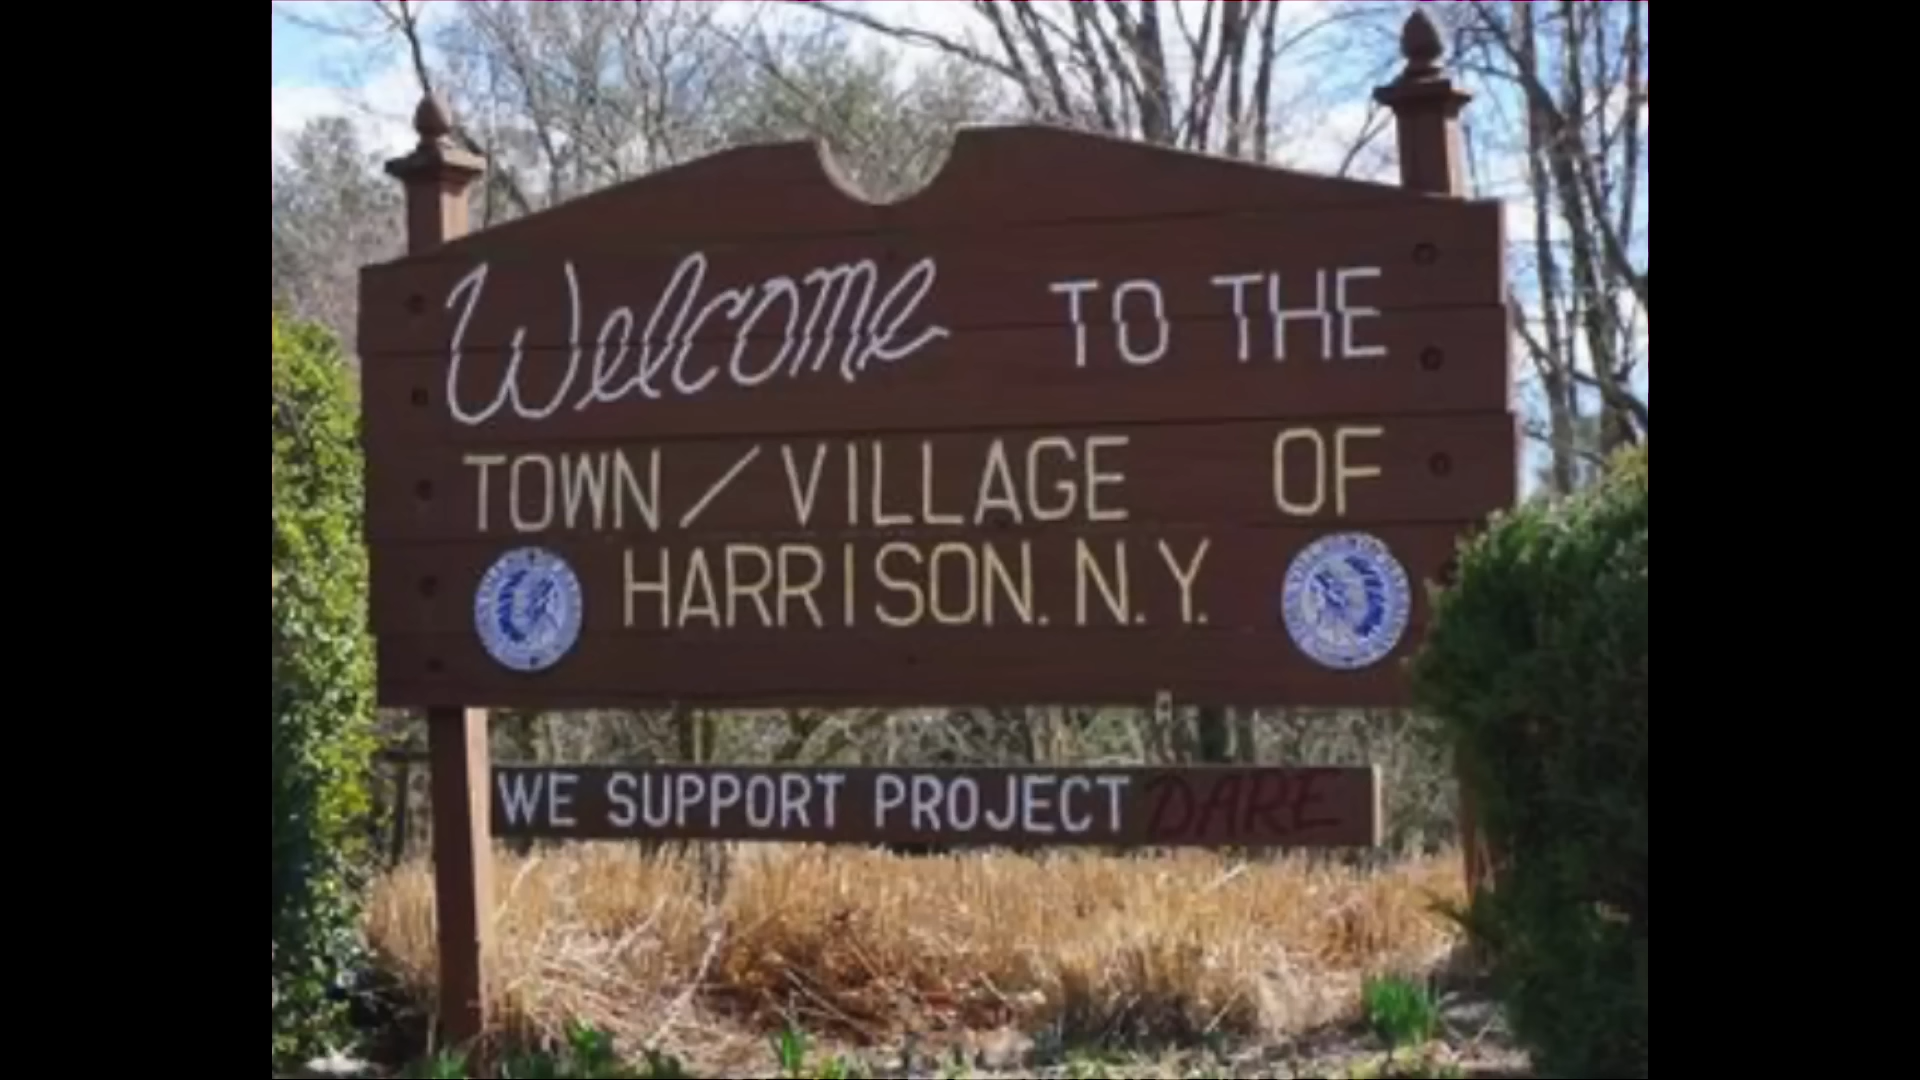 Welcome TO THE
TOWN/VILLAGE OF
HARRISON. N.Y.
WE SUPPORT PROJECT DARE